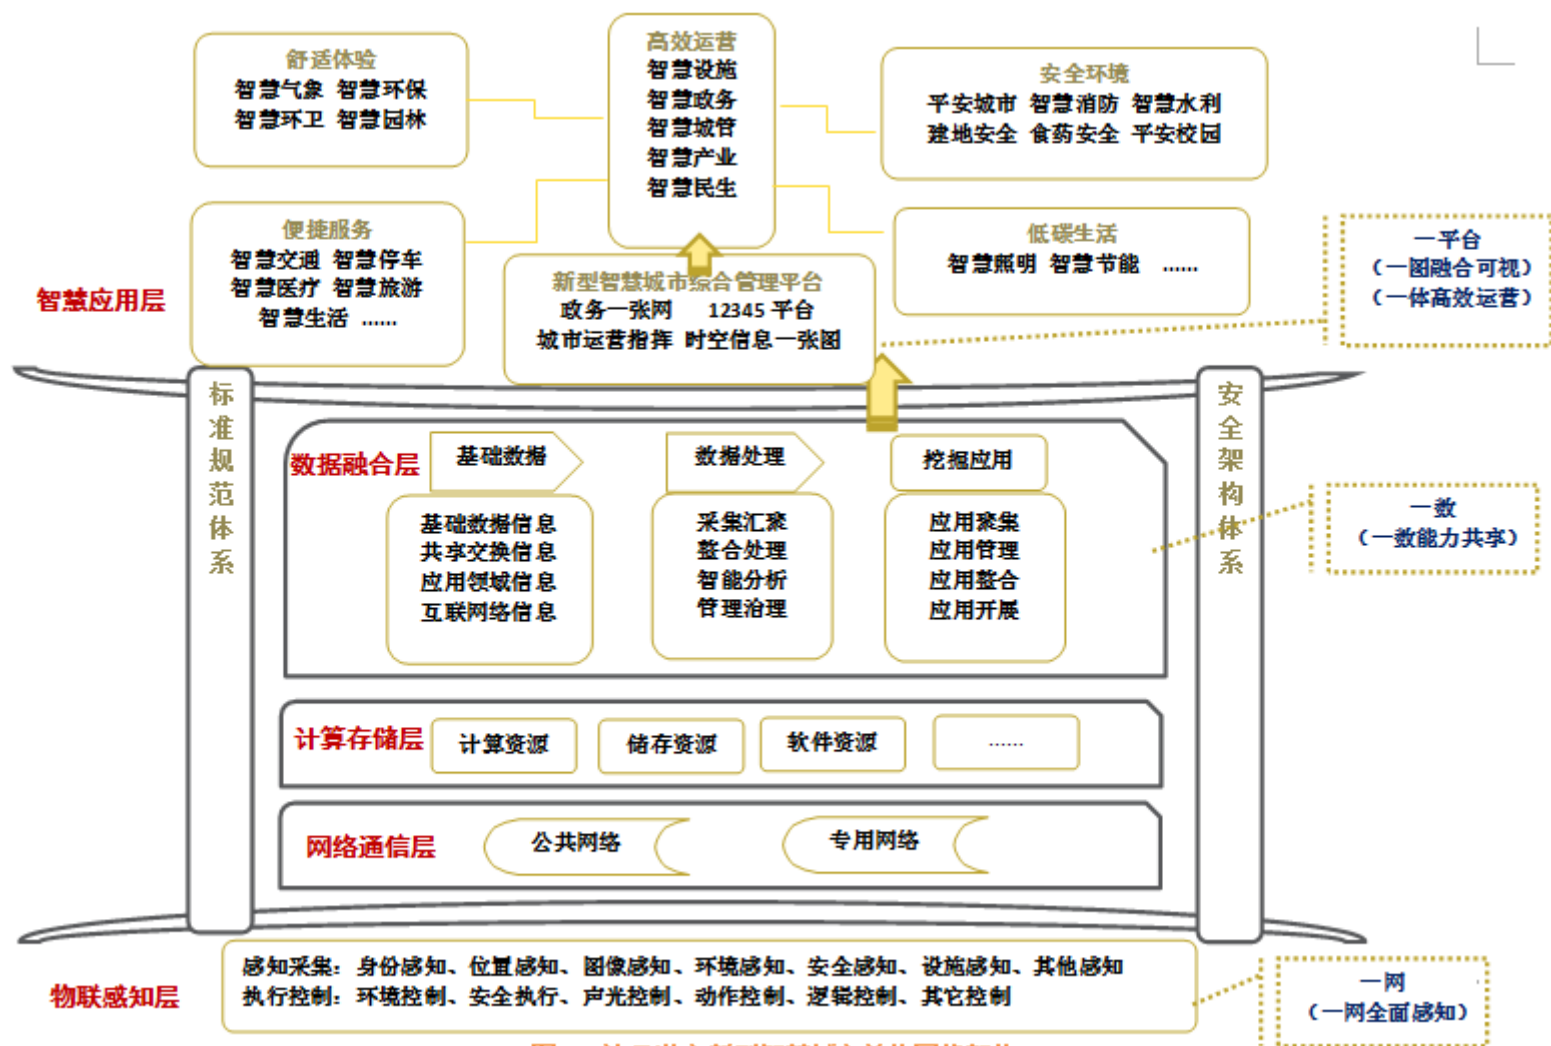 舒适体验
智慧气象 智慧环保
智慧环卫 智慧园林
高效运营
智慧设施
智慧政务
智慧城管
智慧产业
智慧民生
安全环境
平安城市 智慧消防 智慧水利
建地安全 食药安全 平安校园
便捷服务
智慧交通 智慧停车
智慧医疗 智慧旅游
智慧生活 ......
低碳生活
智慧照明 智慧节能 ......
新型智慧城市综合管理平台
政务一张网 12345 平台
城市运营指挥 时空信息一张图
智慧应用层
一平台
（一图融合可视）
（一体高效运营）
标准规范体系
安全架构体系
数据融合层
基础数据
数据处理
挖掘应用
基础数据信息
共享交换信息
应用领域信息
互联网络信息
采集汇聚
整合处理
智能分析
管理治理
应用聚集
应用管理
应用整合
应用开展
一数
（一数能力共享）
计算存储层
计算资源
储存资源
软件资源
......
网络通信层
公共网络
专用网络
物联感知层
感知采集：身份感知、位置感知、图像感知、环境感知、安全感知、设施感知、其他感知
执行控制：环境控制、安全执行、声光控制、动作控制、逻辑控制、其它控制
一网
（一网全面感知）